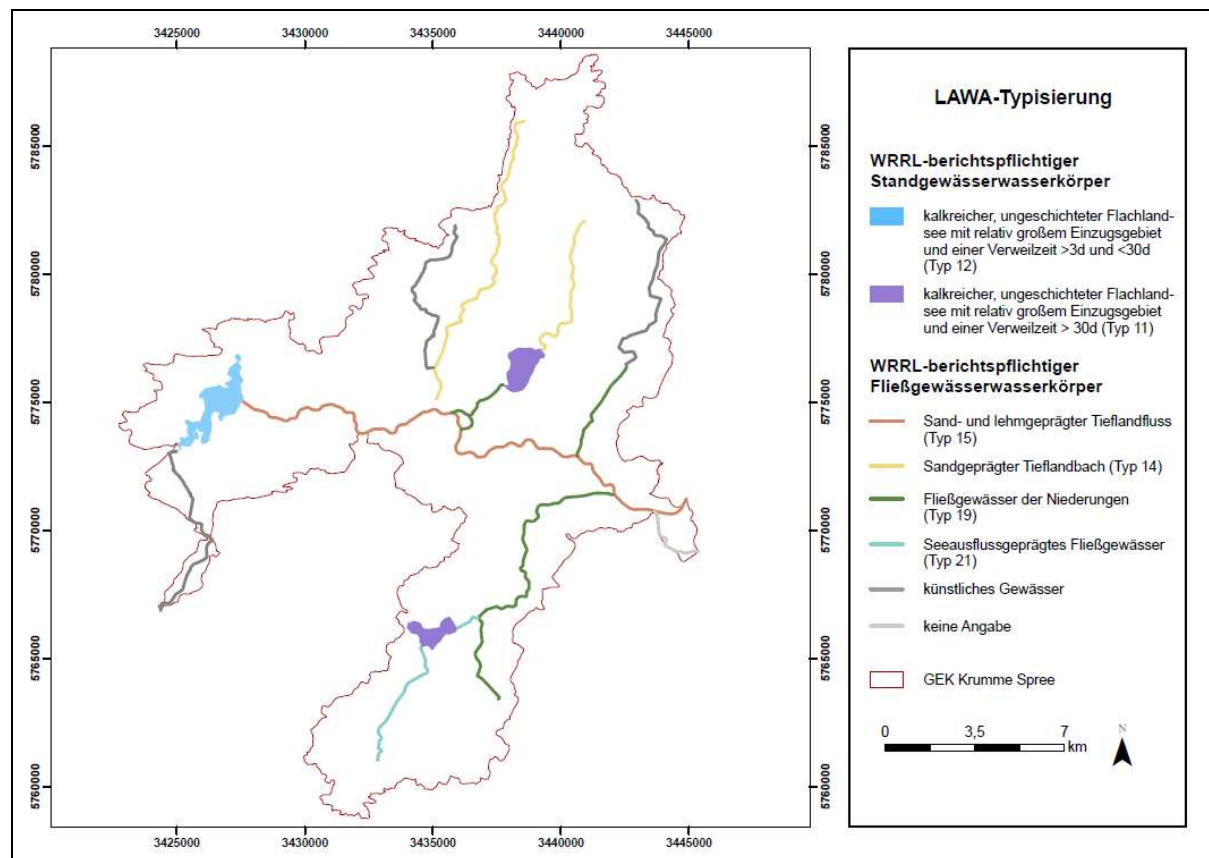 3425000 3430000 3435000 3440000 3445000
5785000 5785000
5780000 5780000
5775000 5775000
5770000 5770000
5765000 5765000
5760000 5760000
3425000 3430000 3435000 3440000 3445000
LAWA-Typisierung
WRRL-berichtspflichtiger
Standgewässerwasserkörper
kalkreicher, ungeschichteter Flachland-
see mit relativ großem Einzugsgebiet
und einer Verweilzeit >3d und <30d
(Typ 12)
kalkreicher, ungeschichteter Flachland-
see mit relativ großem Einzugsgebiet
und einer Verweilzeit > 30d (Typ 11)
WRRL-berichtspflichtiger
Fließgewässerwasserkörper
Sand- und lehmgeprägter Tieflandfluss
(Typ 15)
Sandgeprägter Tieflandbach (Typ 14)
Fließgewässer der Niederungen
(Typ 19)
Seeausflussgeprägtes Fließgewässer
(Typ 21)
künstliches Gewässer
keine Angabe
GEK Krumme Spree
0 3,5 7
km
N